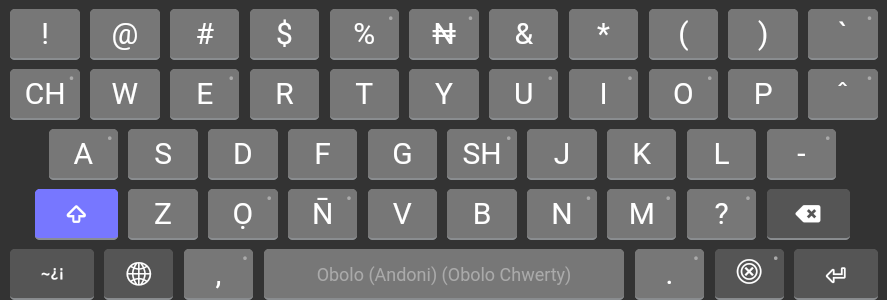 ! @ # $ % ₦ & * ( ) `
CH W E R T Y U I O P ^
A S D F G SH J K L -
Z Ọ N̄ V B N M ?
~¿¡ , Obolo (Andoni) (Obolo Chwerty) .